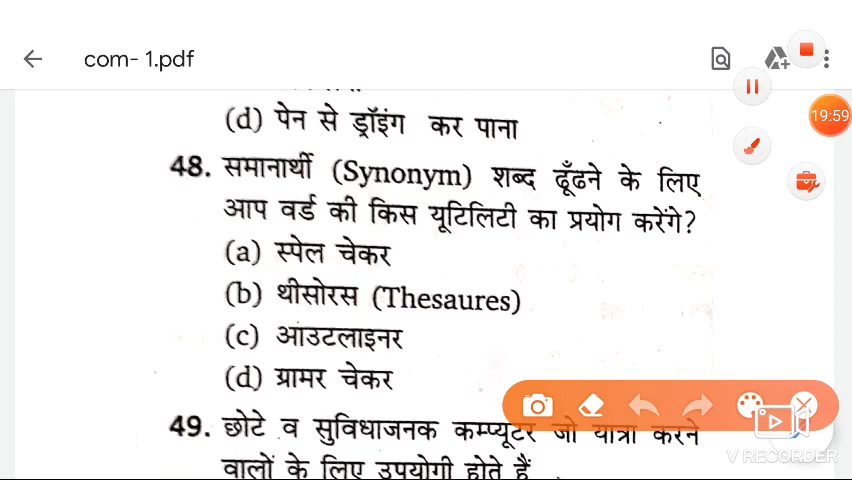 com- 1.pdf
19:59
(d) पेन से ड्रॉइंग कर पाना
48. समानार्थी (Synonym) शब्द ढूँढने के लिए
आप वर्ड की किस यूटिलिटी का प्रयोग करेंगे?
(a) स्पेल चेकर
(b) थीसोरस (Thesaures)
(c) आउटलाइनर
(d) ग्रामर चेकर
49. छोटे व सुविधाजनक कम्प्यूटर जो यात्रा करने
वालों के लिए उपयोगी होते हैं
V RECORDER